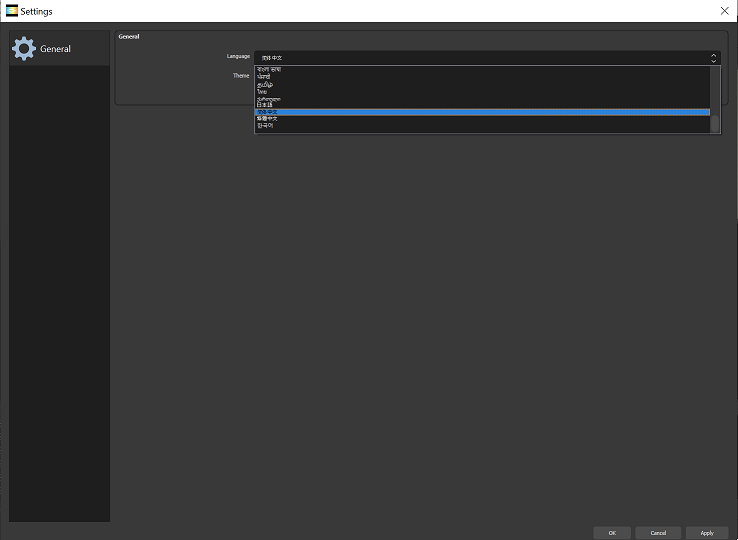 Settings
General
General
Language
简体中文
Theme
বাংলা ভাষা
ਪੰਜਾਬੀ
தமிழ்
ไทย
ქართული
日本語
简体中文
繁體中文
한국어
OK
Cancel
Apply